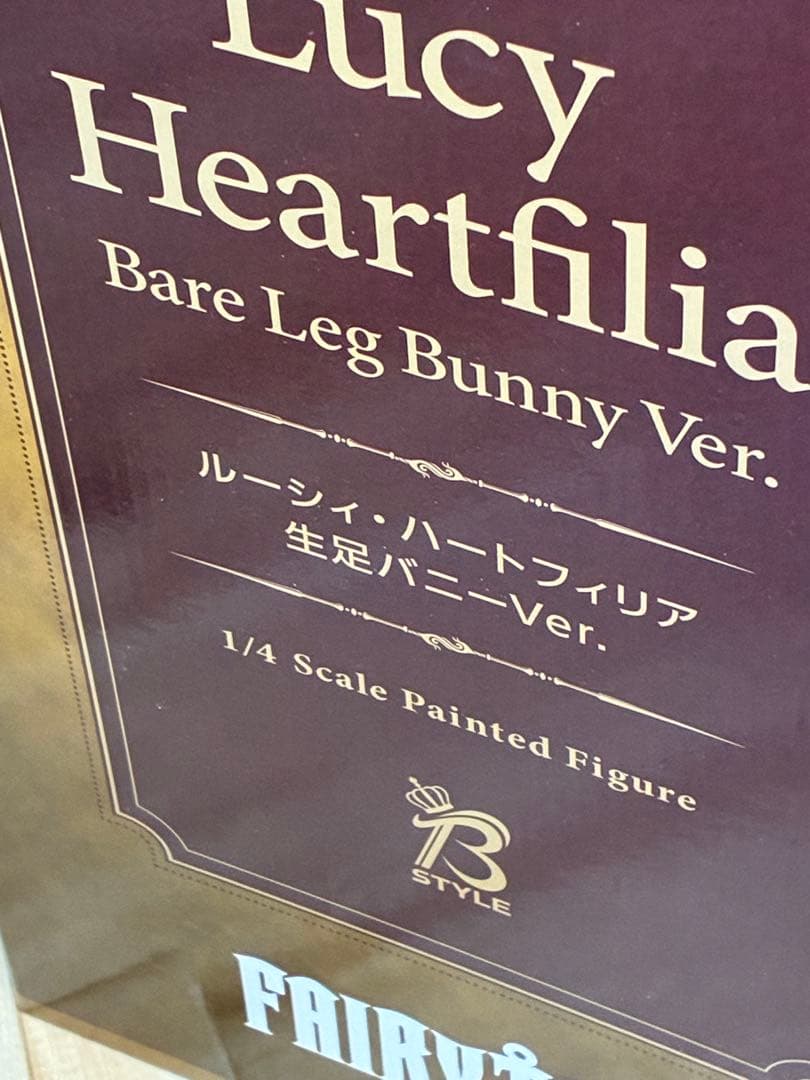 Lucy
Heartfilia
Bare Leg Bunny Ver.
ルーシィ・ハートフィリア
生足バニーVer.
1/4 Scale Painted Figure
B
STYLE
FAIRY